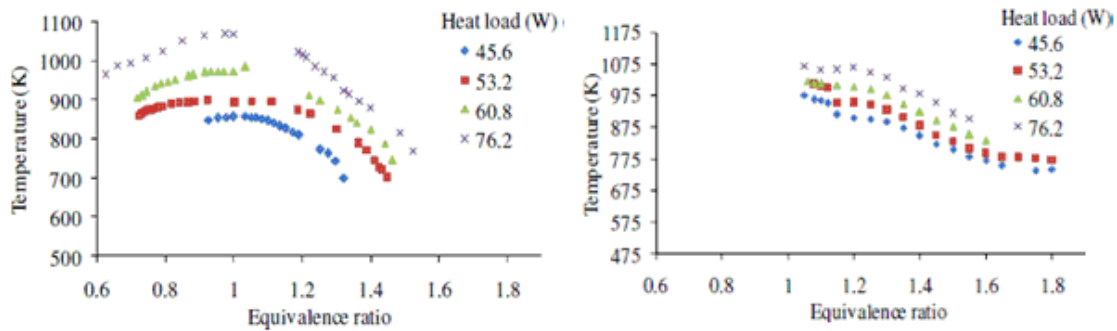 Heat load (W) (
45.6
53.2
60.8
76.2
Temperature (K)
1100
1000
900
800
700
600
500
0.6 0.8 1 1.2 1.4 1.6 1.8
Equivalence ratio
Heat load (W)
45.6
53.2
60.8
76.2
Temperature (K)
1175
1075
975
875
775
675
575
475
0.6 0.8 1 1.2 1.4 1.6 1.8
Equivalence ratio